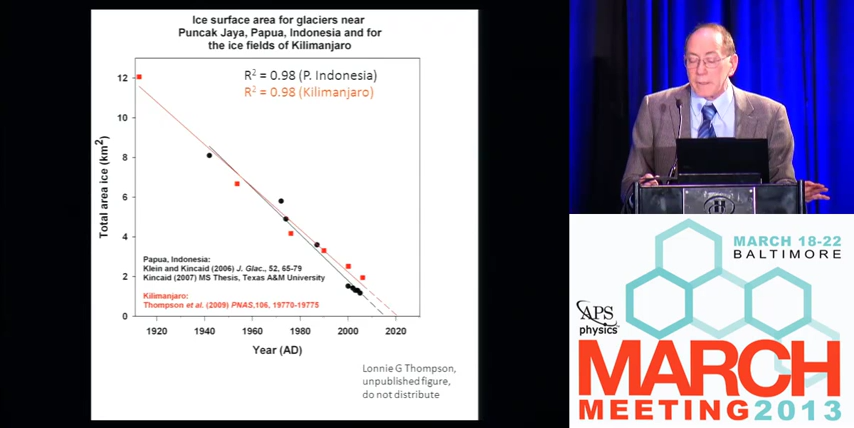 Ice surface area for glaciers near
Puncak Jaya, Papua, Indonesia and for
the ice fields of Kilimanjaro
R² = 0.98 (P. Indonesia)
R² = 0.98 (Kilimanjaro)
Total area ice (km²)
12
10
8
6
4
2
0
Papua, Indonesia:
Klein and Kincaid (2006) J. Glac., 52, 65-79
Kincaid (2007) MS Thesis, Texas A&M University
Kilimanjaro:
Thompson et al. (2009) PNAS,106, 19770-19775
1920 1940 1960 1980 2000 2020
Year (AD)
Lonnie G Thompson,
unpublished figure,
do not distribute
H
MARCH 18-22
BALTIMORE
APS
physics
MARCH
MEETING2013